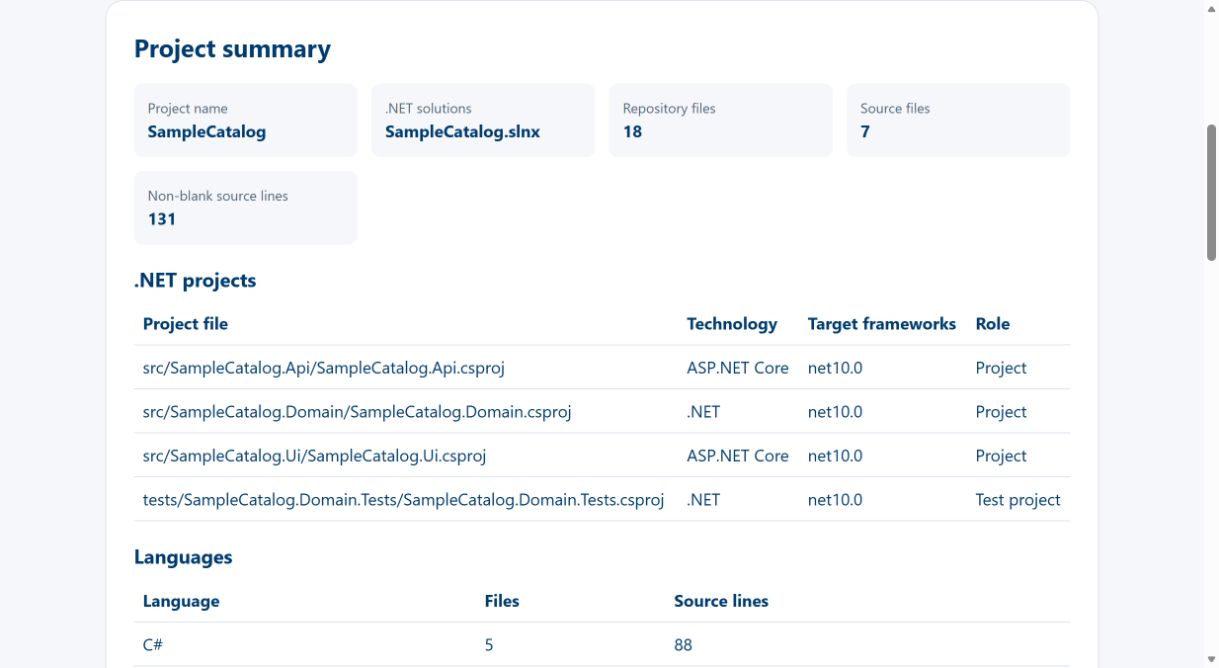 Project summary
Project name
SampleCatalog
.NET solutions
SampleCatalog.slnx
Repository files
18
Source files
7
Non-blank source lines
131
.NET projects
Project file Technology Target frameworks Role
src/SampleCatalog.Api/SampleCatalog.Api.csproj ASP.NET Core net10.0 Project
src/SampleCatalog.Domain/SampleCatalog.Domain.csproj .NET net10.0 Project
src/SampleCatalog.Ui/SampleCatalog.Ui.csproj ASP.NET Core net10.0 Project
tests/SampleCatalog.Domain.Tests/SampleCatalog.Domain.Tests.csproj .NET net10.0 Test project
Languages
Language Files Source lines
C# 5 88